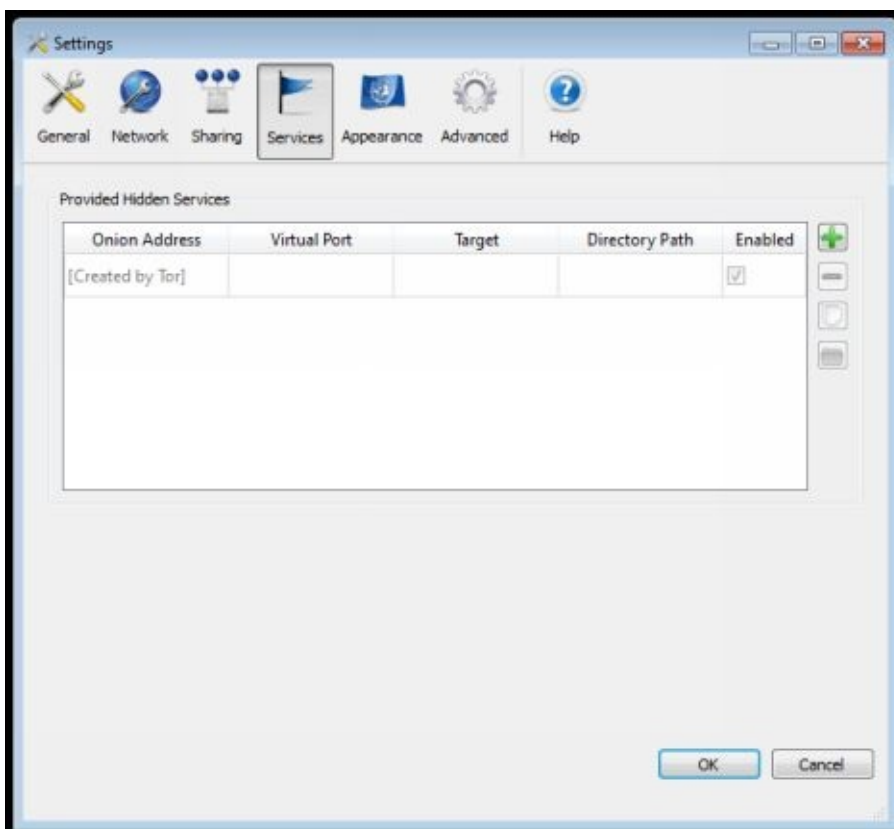 Settings
General Network Sharing Services Appearance Advanced Help
Provided Hidden Services
Onion Address Virtual Port Target Directory Path Enabled
[Created by Tor]
OK Cancel